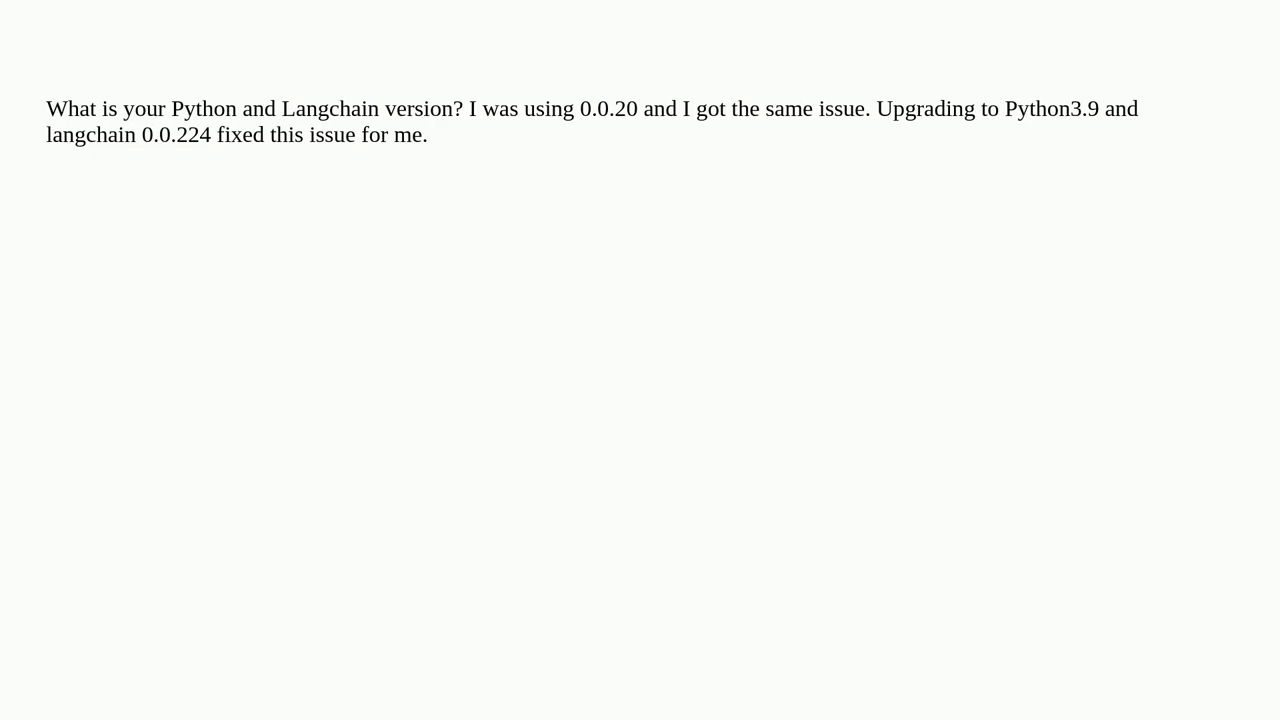 What is your Python and Langchain version? I was using 0.0.20 and I got the same issue. Upgrading to Python3.9 and
langchain 0.0.224 fixed this issue for me.